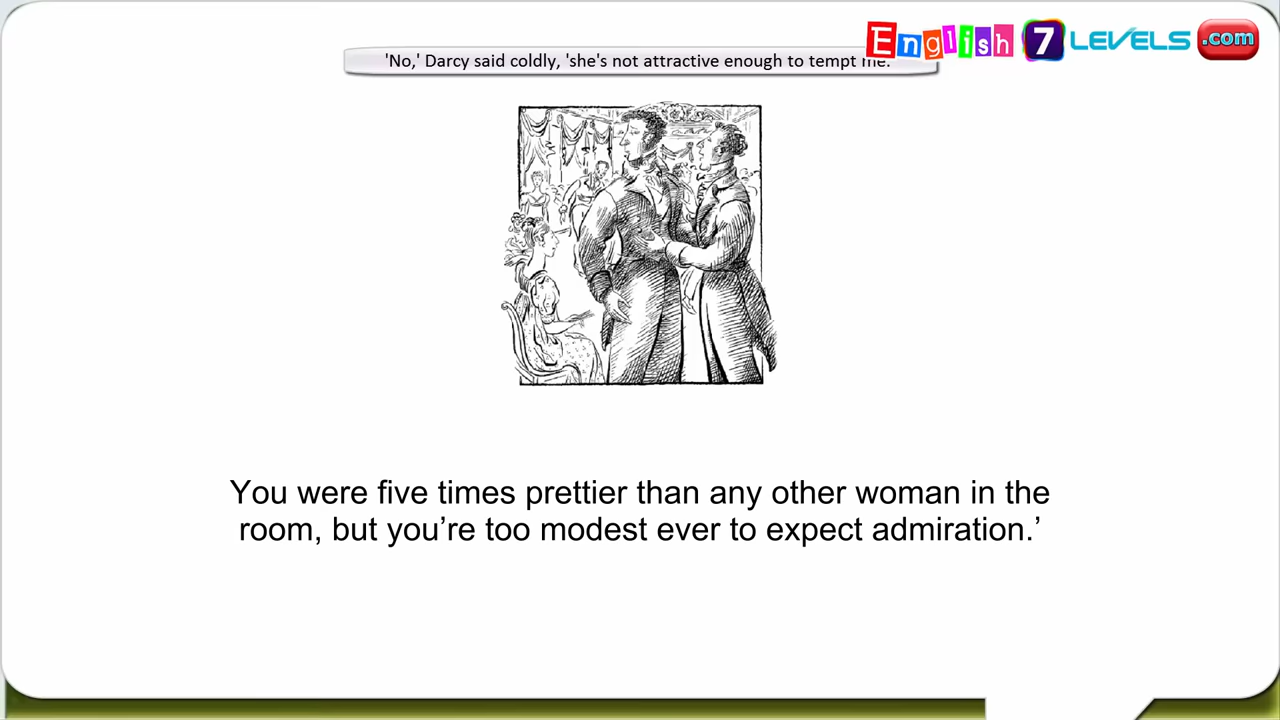 English 7 LEVELS .com
'No,' Darcy said coldly, 'she's not attractive enough to tempt me.'
You were five times prettier than any other woman in the
room, but you’re too modest ever to expect admiration.’